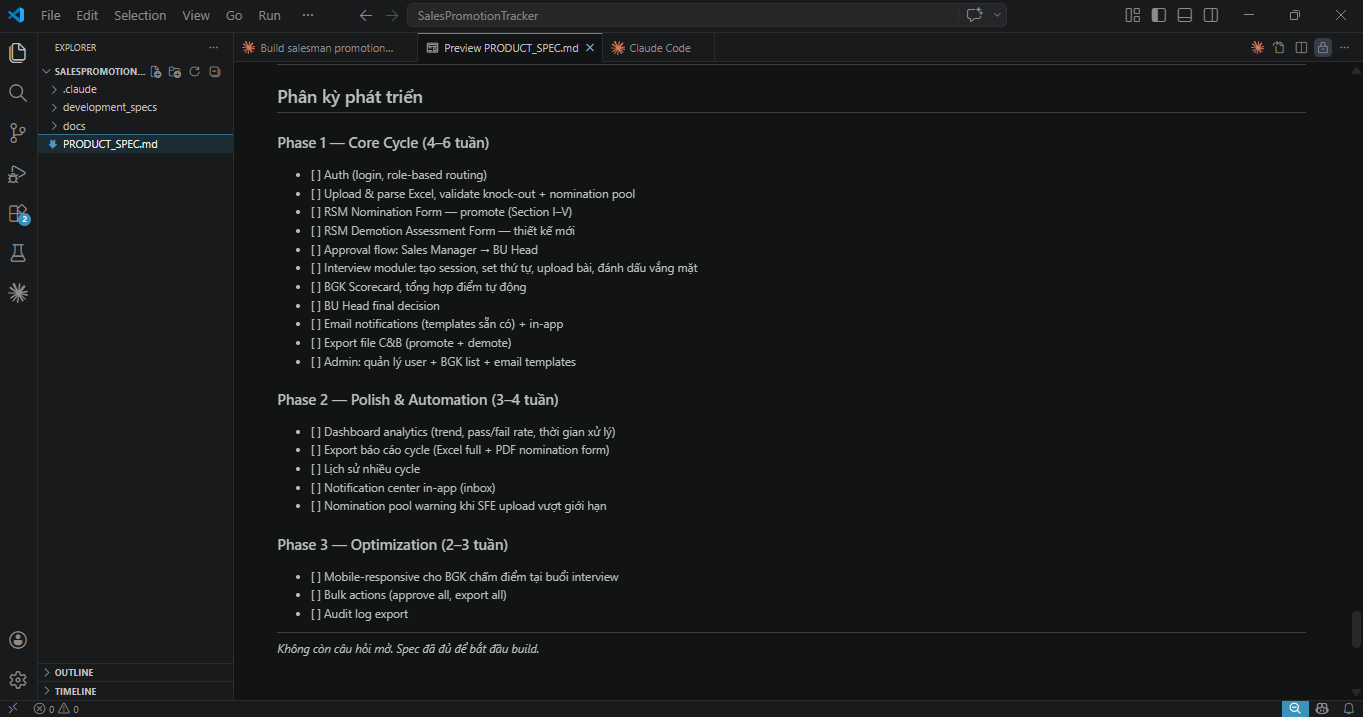 File Edit Selection View Go Run ··· SalesPromotionTracker
EXPLORER ···
Build salesman promotion... Preview PRODUCT_SPEC.md Claude Code
SALESPROMOTION...
.claude
development_specs
docs
PRODUCT_SPEC.md
Phân kỳ phát triển
Phase 1 — Core Cycle (4–6 tuần)
• [ ] Auth (login, role-based routing)
• [ ] Upload & parse Excel, validate knock-out + nomination pool
• [ ] RSM Nomination Form — promote (Section I–V)
• [ ] RSM Demotion Assessment Form — thiết kế mới
• [ ] Approval flow: Sales Manager → BU Head
• [ ] Interview module: tạo session, set thứ tự, upload bài, đánh dấu vắng mặt
• [ ] BGK Scorecard, tổng hợp điểm tự động
• [ ] BU Head final decision
• [ ] Email notifications (templates sẵn có) + in-app
• [ ] Export file C&B (promote + demote)
• [ ] Admin: quản lý user + BGK list + email templates
Phase 2 — Polish & Automation (3–4 tuần)
• [ ] Dashboard analytics (trend, pass/fail rate, thời gian xử lý)
• [ ] Export báo cáo cycle (Excel full + PDF nomination form)
• [ ] Lịch sử nhiều cycle
• [ ] Notification center in-app (inbox)
• [ ] Nomination pool warning khi SFE upload vượt giới hạn
Phase 3 — Optimization (2–3 tuần)
• [ ] Mobile-responsive cho BGK chấm điểm tại buổi interview
• [ ] Bulk actions (approve all, export all)
• [ ] Audit log export
Không còn câu hỏi mở. Spec đã đủ để bắt đầu build.
2
OUTLINE
TIMELINE
0 0